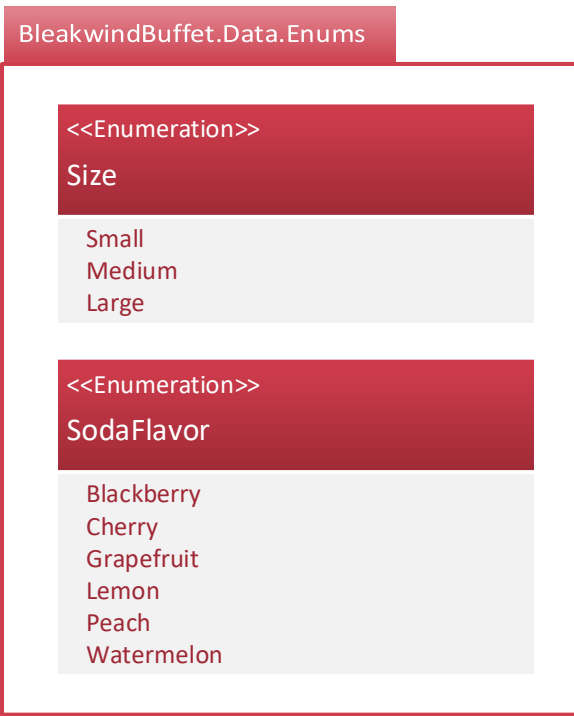 BleakwindBuffet.Data.Enums
<<Enumeration>>
Size
Small
Medium
Large
<<Enumeration>>
SodaFlavor
Blackberry
Cherry
Grapefruit
Lemon
Peach
Watermelon